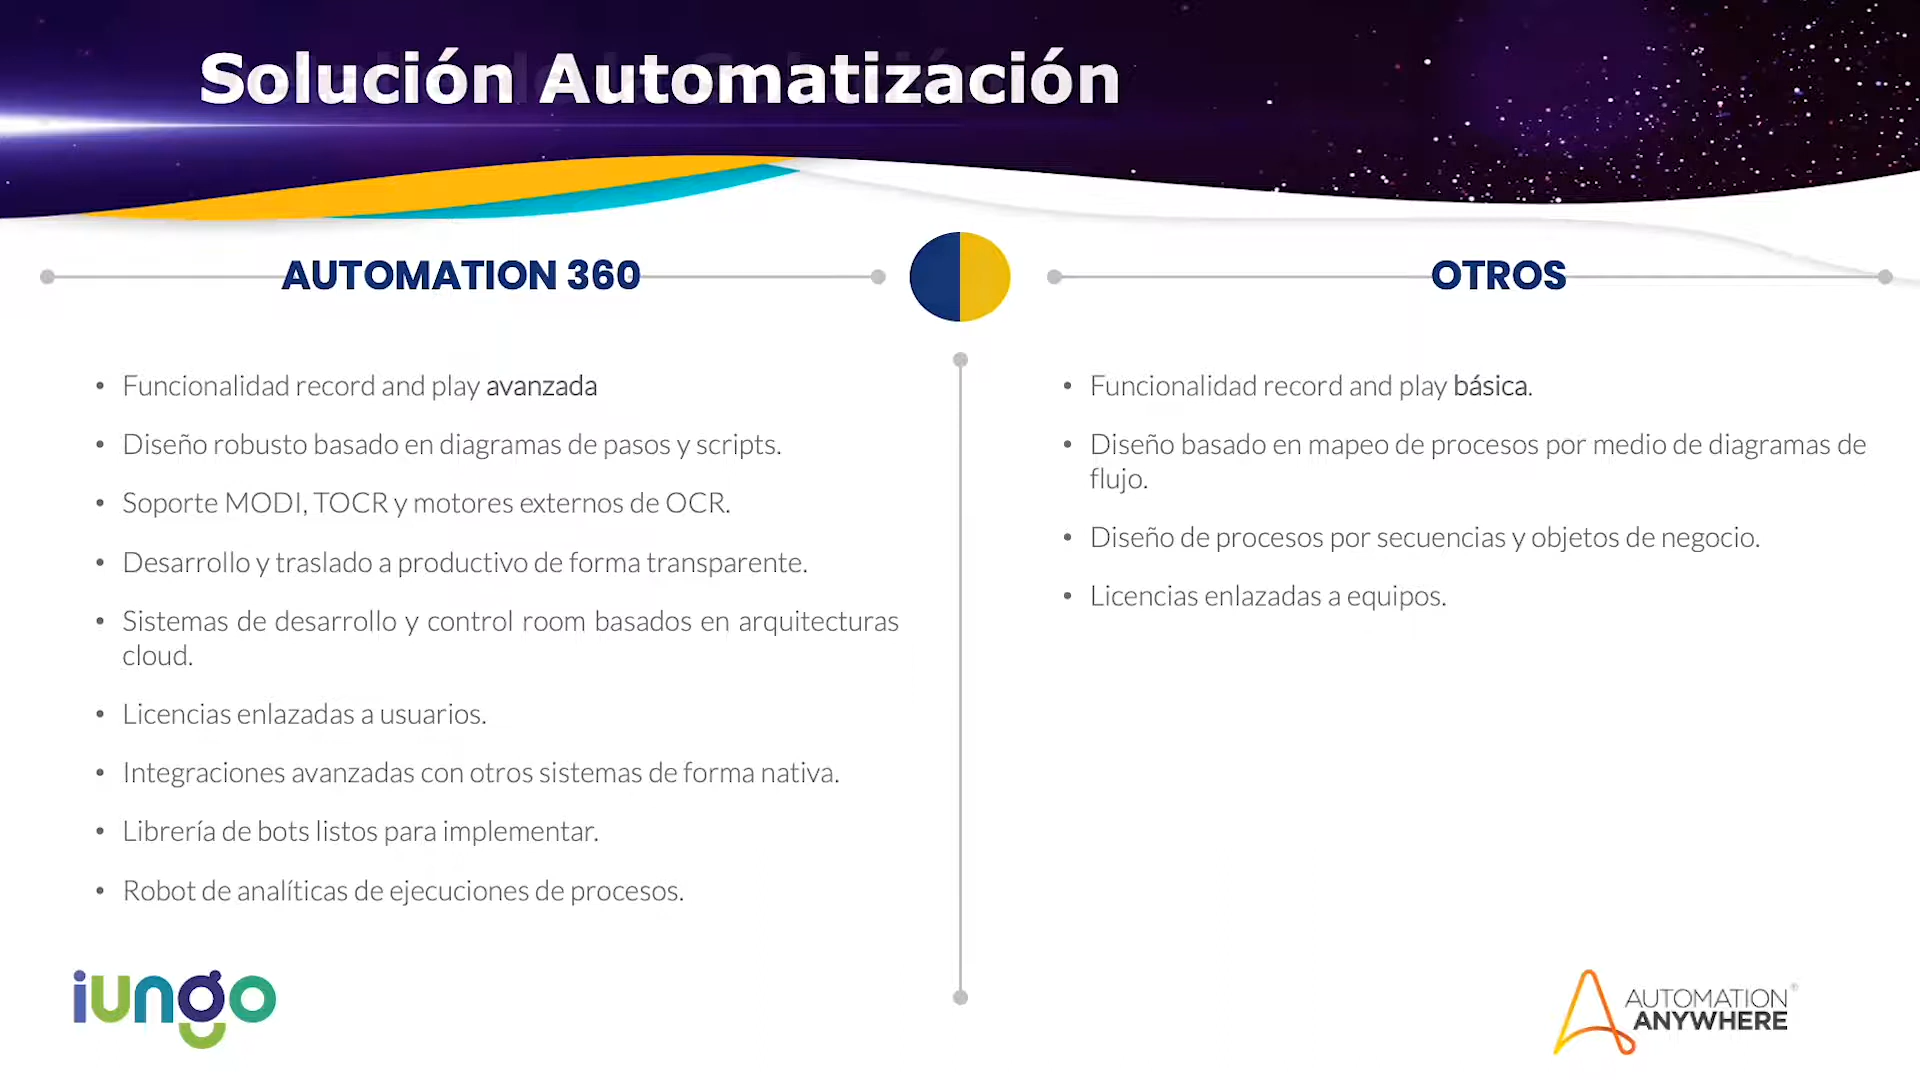 Solución Automatización
AUTOMATION 360
• Funcionalidad record and play avanzada
• Diseño robusto basado en diagramas de pasos y scripts.
• Soporte MODI, TOCR y motores externos de OCR.
• Desarrollo y traslado a productivo de forma transparente.
• Sistemas de desarrollo y control room basados en arquitecturas
cloud.
• Licencias enlazadas a usuarios.
• Integraciones avanzadas con otros sistemas de forma nativa.
• Librería de bots listos para implementar.
• Robot de analíticas de ejecuciones de procesos.
OTROS
• Funcionalidad record and play básica.
• Diseño basado en mapeo de procesos por medio de diagramas de
flujo.
• Diseño de procesos por secuencias y objetos de negocio.
• Licencias enlazadas a equipos.
iungo
AUTOMATION®
ANYWHERE